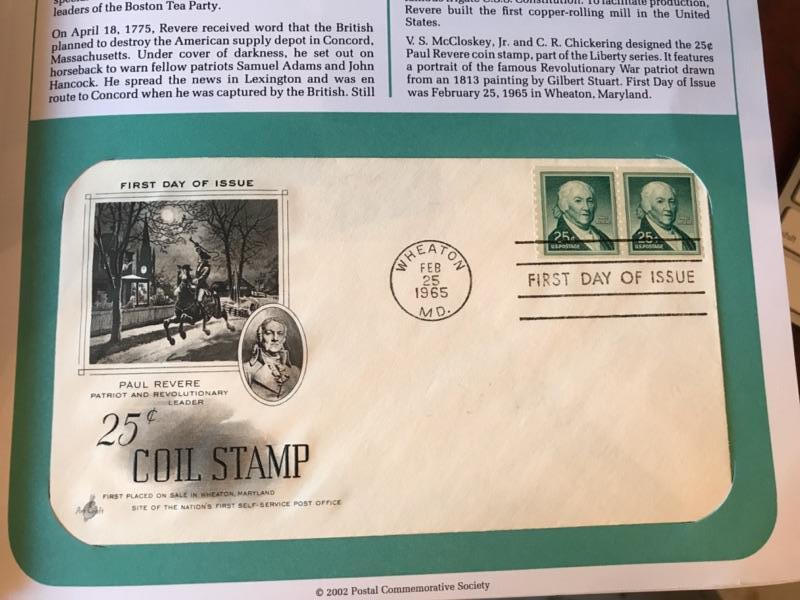 leaders of the Boston Tea Party.
On April 18, 1775, Revere received word that the British
planned to destroy the American supply depot in Concord,
Massachusetts. Under cover of darkness, he set out on
horseback to warn fellow patriots Samuel Adams and John
Hancock. He spread the news in Lexington and was en
route to Concord when he was captured by the British. Still
To facilitate production,
Revere built the first copper-rolling mill in the United
States.
V. S. McCloskey, Jr. and C. R. Chickering designed the 25¢
Paul Revere coin stamp, part of the Liberty series. It features
a portrait of the famous Revolutionary War patriot drawn
from an 1813 painting by Gilbert Stuart. First Day of Issue
was February 25, 1965 in Wheaton, Maryland.
FIRST DAY OF ISSUE
PAUL REVERE
PATRIOT AND REVOLUTIONARY
LEADER
25¢
COIL STAMP
FIRST PLACED ON SALE IN WHEATON, MARYLAND
SITE OF THE NATION'S FIRST SELF-SERVICE POST OFFICE
ArtCraft
WHEATON
FEB
25
1965
MD.
25¢
U.S.POSTAGE
25¢
U.S.POSTAGE
FIRST DAY OF ISSUE
© 2002 Postal Commemorative Society